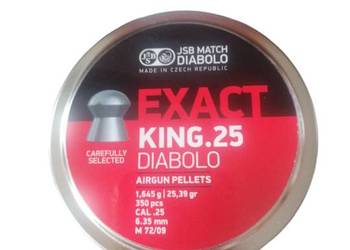 JSB MATCH
JSB
DIABOLO
MADE IN CZECH REPUBLIC
EXACT
KING.25
DIABOLO
CAREFULLY
SELECTED
AIRGUN PELLETS
1,645 g | 25,39 gr
350 pcs
CAL .25
6.35 mm
M 72/09